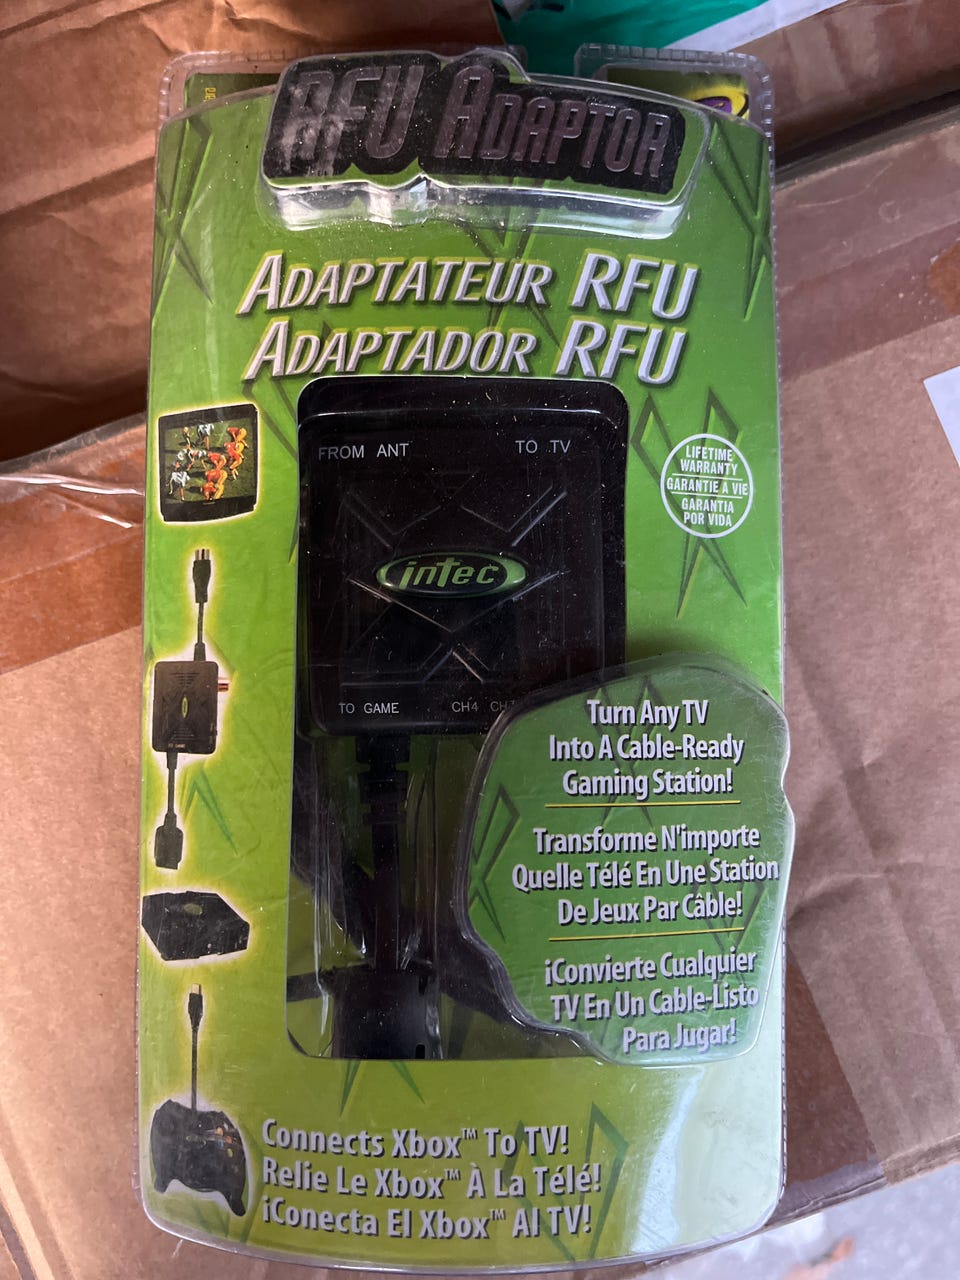 RFU ADAPTOR
ADAPTATEUR RFU
ADAPTADOR RFU
FROM ANT TO TV
LIFETIME
WARRANTY
GARANTIE A VIE
GARANTIA
POR VIDA
intec
TO GAME CH4
Turn Any TV
Into A Cable-Ready
Gaming Station!
Transforme N'importe
Quelle Télé En Une Station
De Jeux Par Câble!
¡Convierte Cualquier
TV En Un Cable-Listo
Para Jugar!
Connects Xbox™ To TV!
Relie Le Xbox™ À La Télé!
¡Conecta El Xbox™ Al TV!